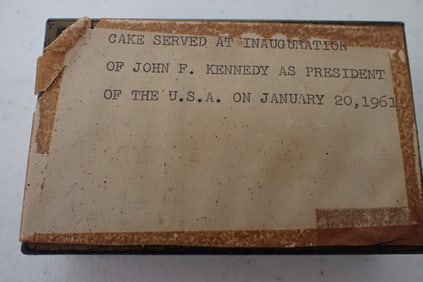 CAKE SERVED AT INAUGURATION
OF JOHN F. KENNEDY AS PRESIDENT
OF THE U.S.A. ON JANUARY 20,1961